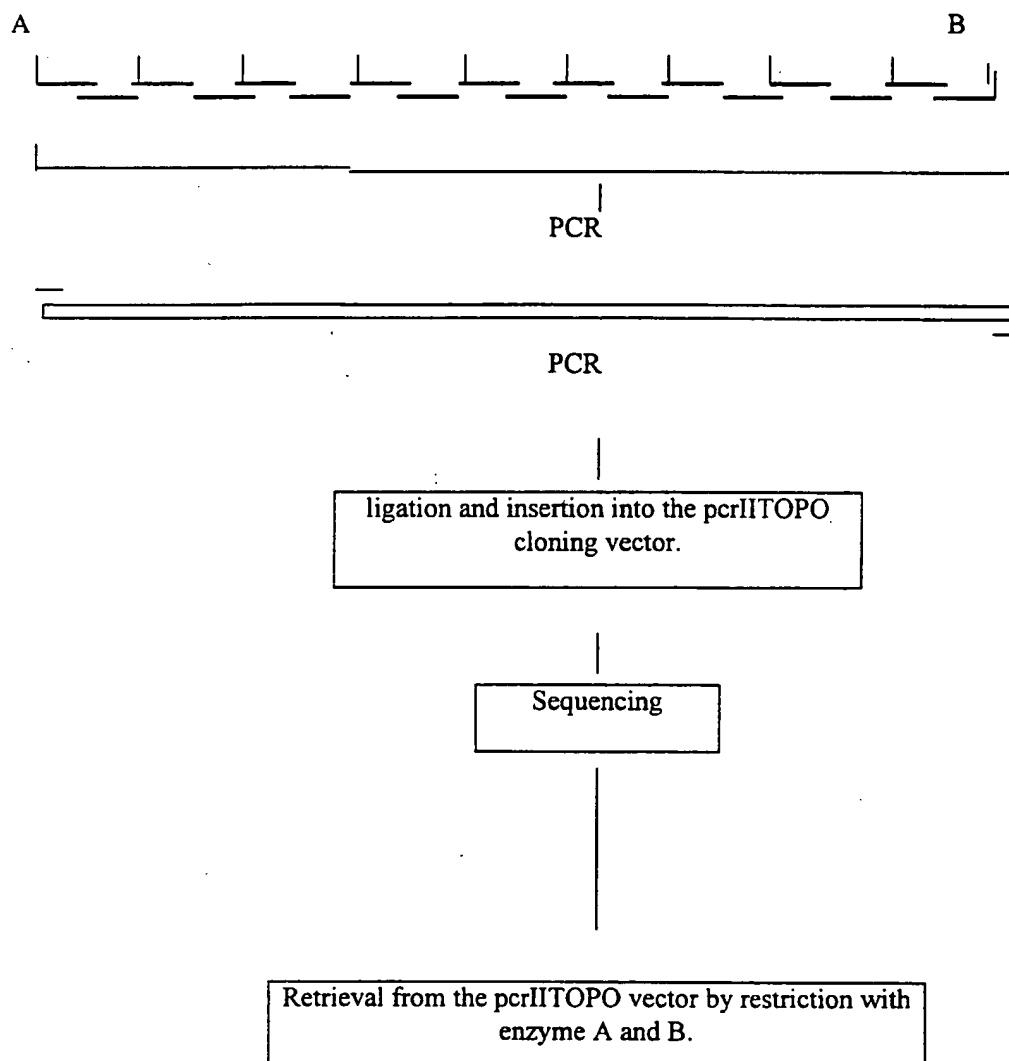 A B
PCR
PCR
ligation and insertion into the pcrIITOPO
cloning vector.
Sequencing
Retrieval from the pcrIITOPO vector by restriction with
enzyme A and B.